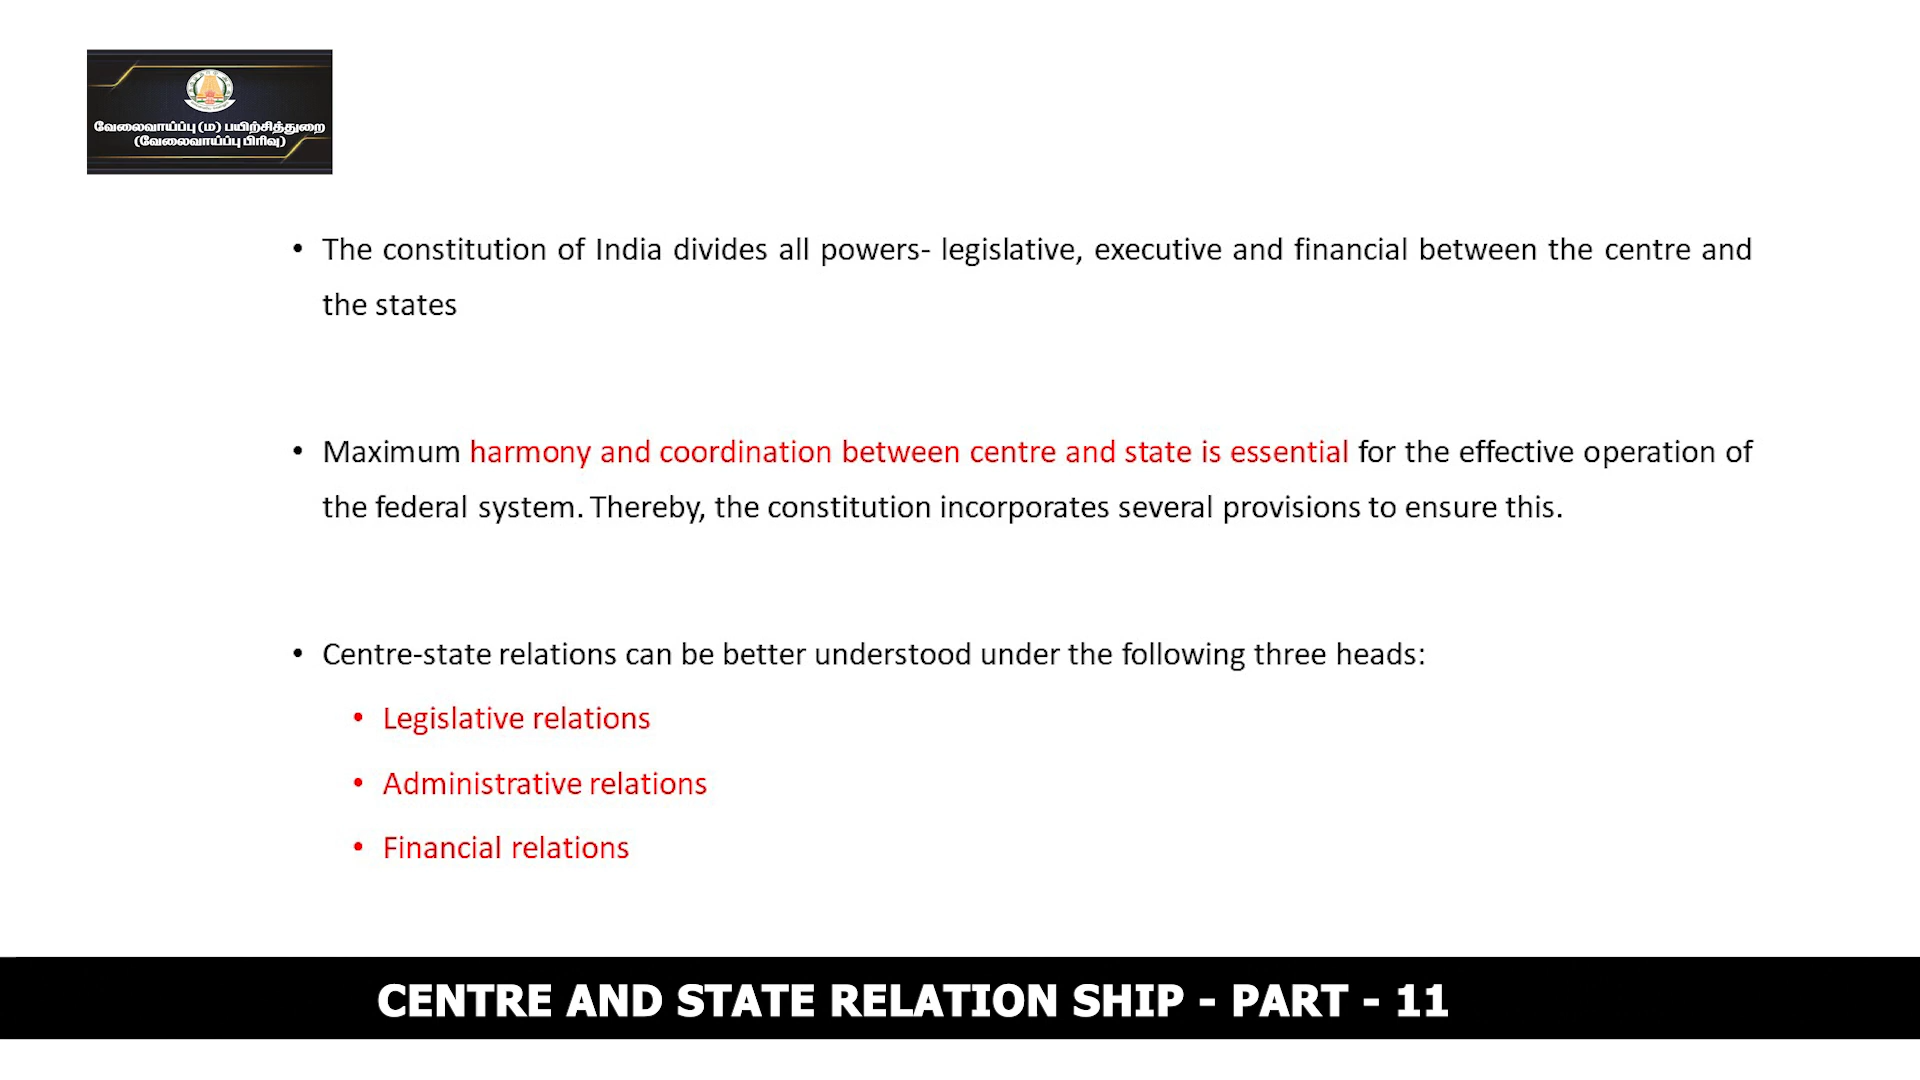 வேலைவாய்ப்பு (ம) பயிற்சித்துறை
(வேலைவாய்ப்பு பிரிவு)
• The constitution of India divides all powers- legislative, executive and financial between the centre and
the states
• Maximum harmony and coordination between centre and state is essential for the effective operation of
the federal system. Thereby, the constitution incorporates several provisions to ensure this.
• Centre-state relations can be better understood under the following three heads:
• Legislative relations
• Administrative relations
• Financial relations
CENTRE AND STATE RELATION SHIP - PART - 11